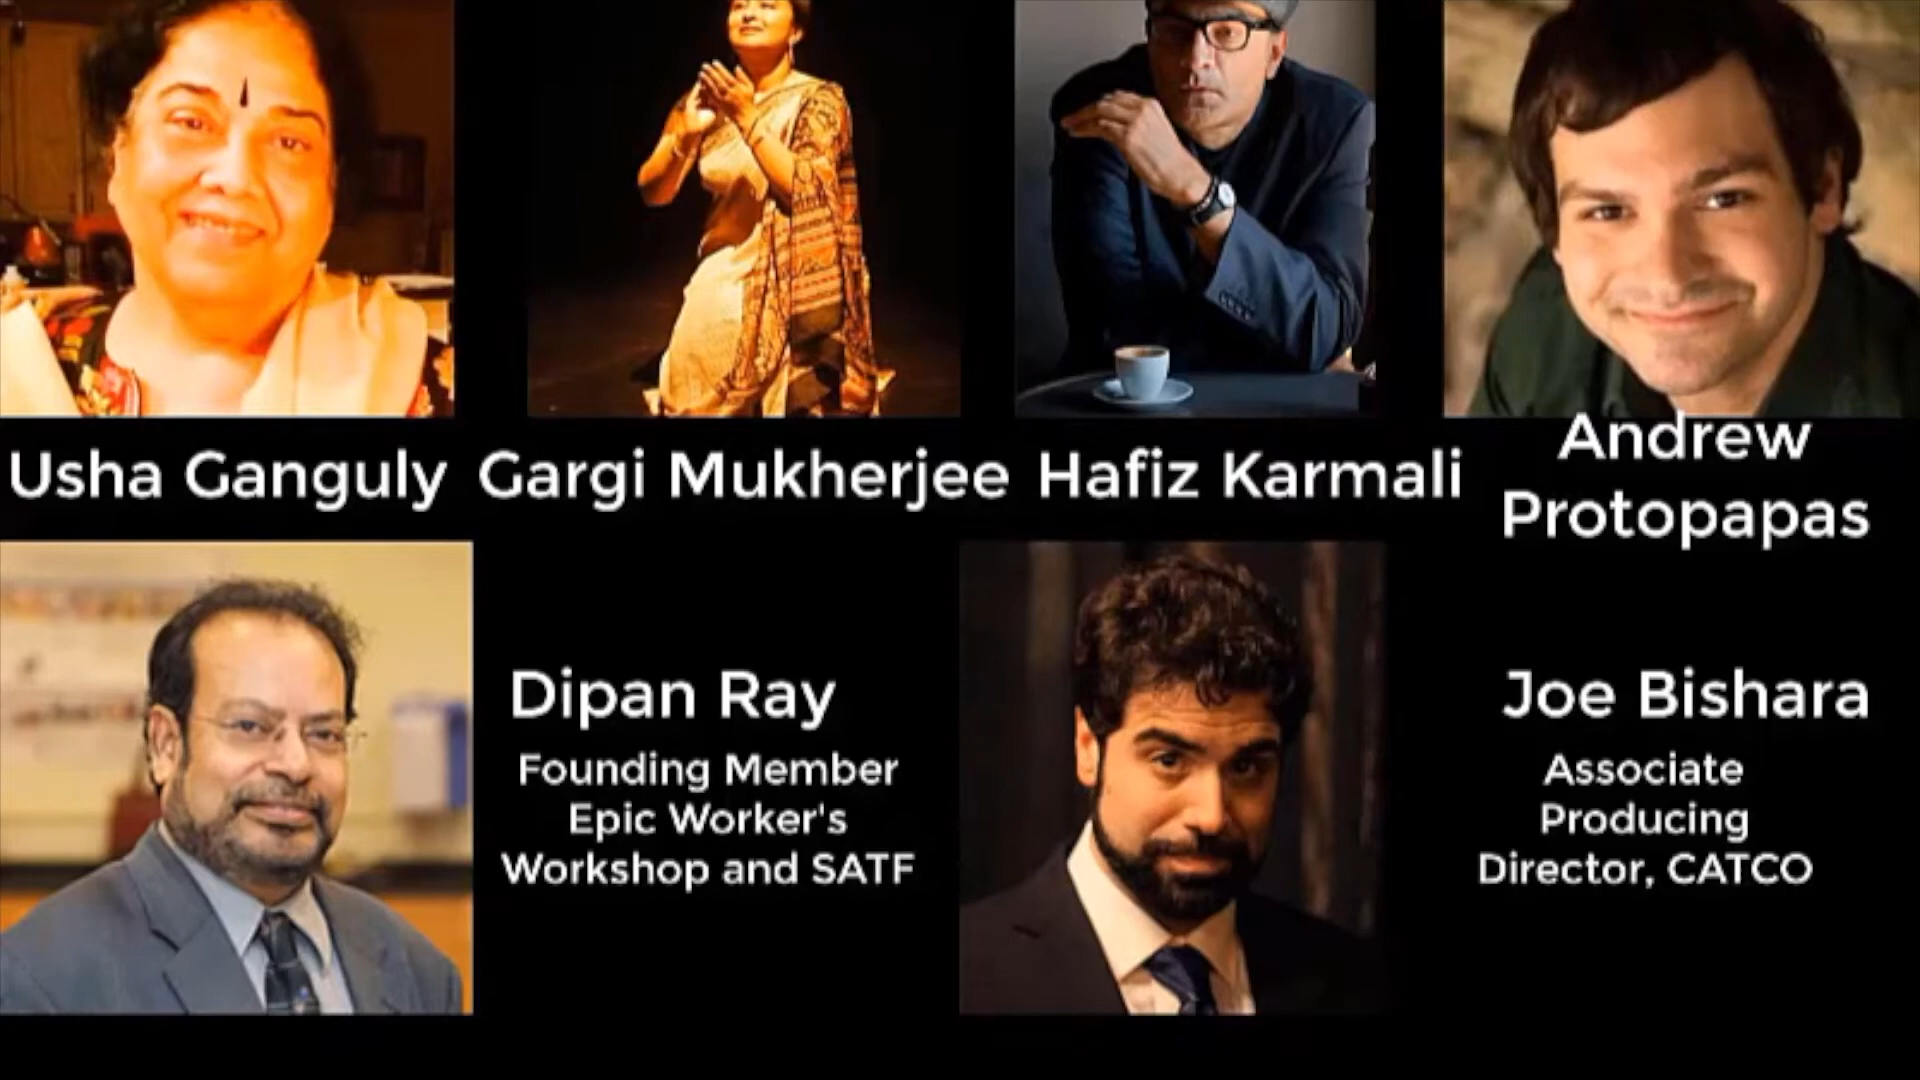 Usha Ganguly
Gargi Mukherjee
Hafiz Karmali
Andrew
Protopapas
Dipan Ray
Founding Member
Epic Worker's
Workshop and SATF
Joe Bishara
Associate
Producing
Director, CATCO